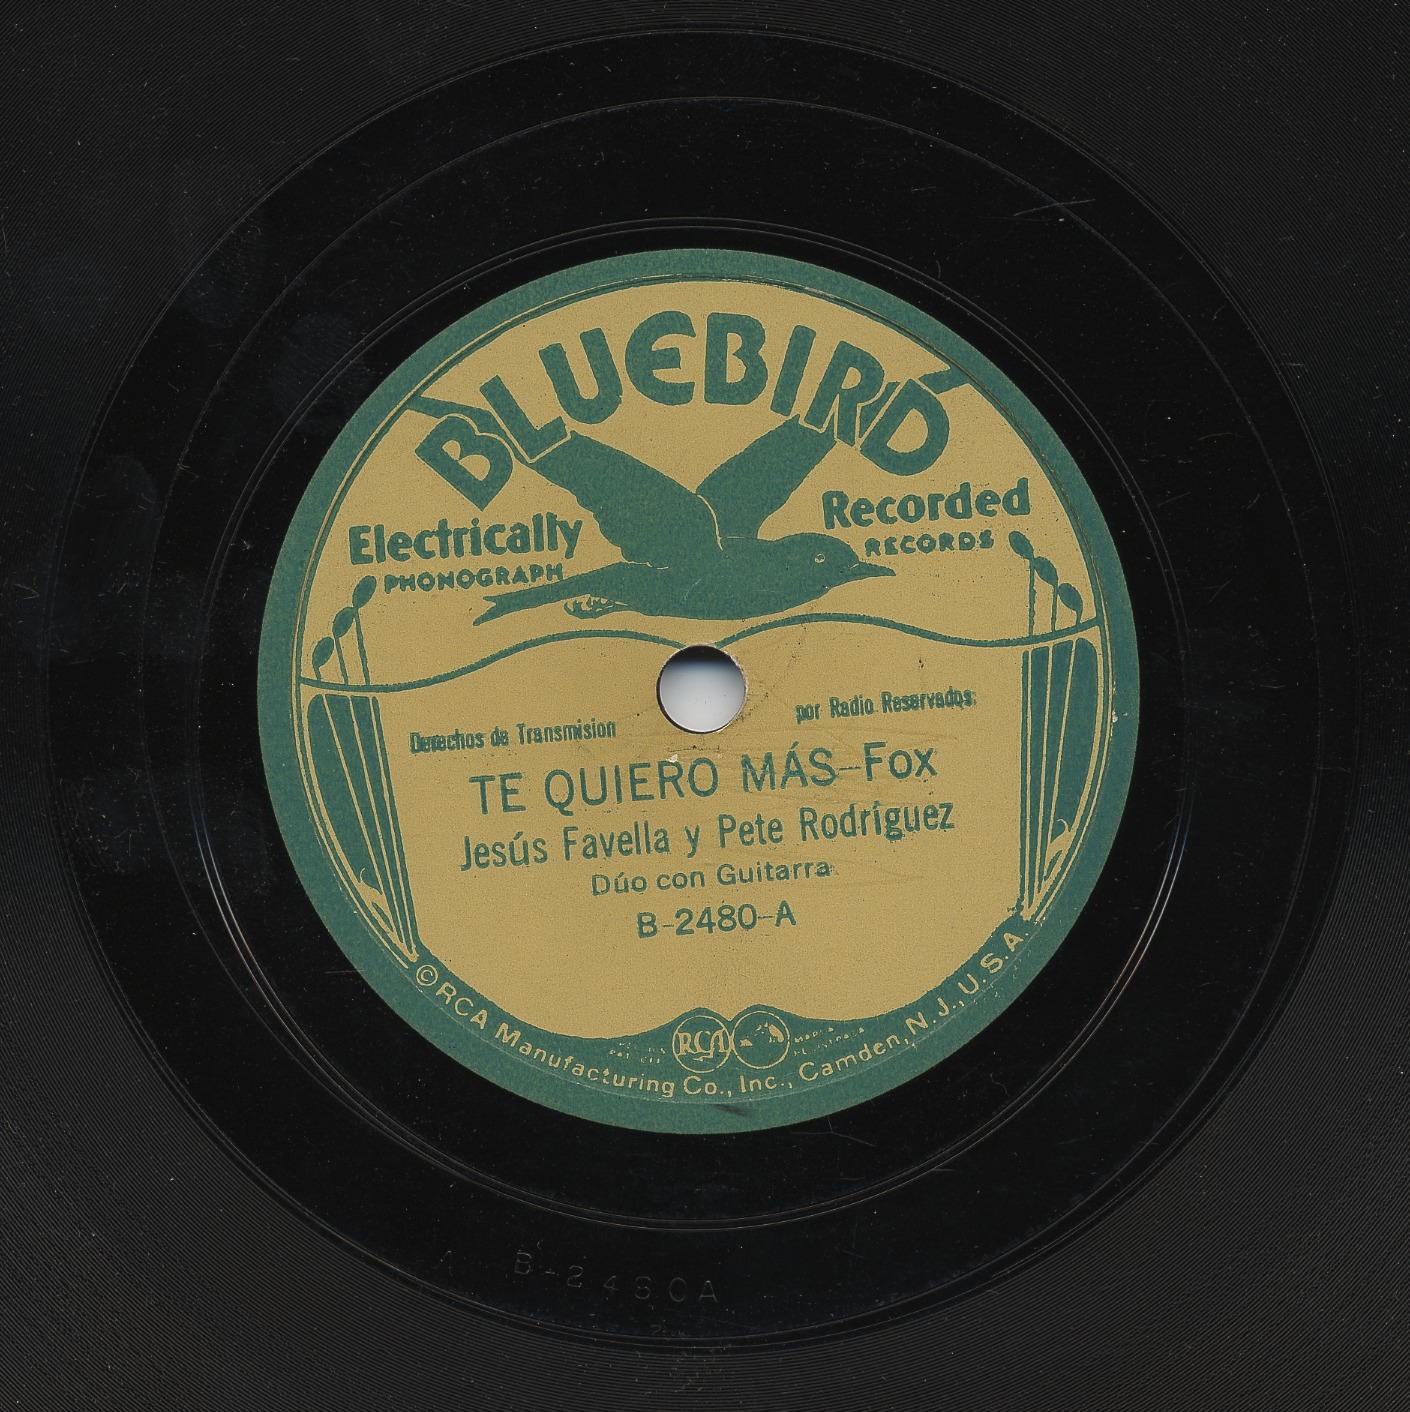 BLUEBIRD
Electrically Recorded
PHONOGRAPH RECORDS
Derechos de Transmision por Radio Reservados.
TE QUIERO MÁS–Fox
Jesús Favella y Pete Rodríguez
Dúo con Guitarra
B-2480-A
RCA
©RCA Manufacturing Co., Inc., Camden, N.J., U.S.A.
B-2480A